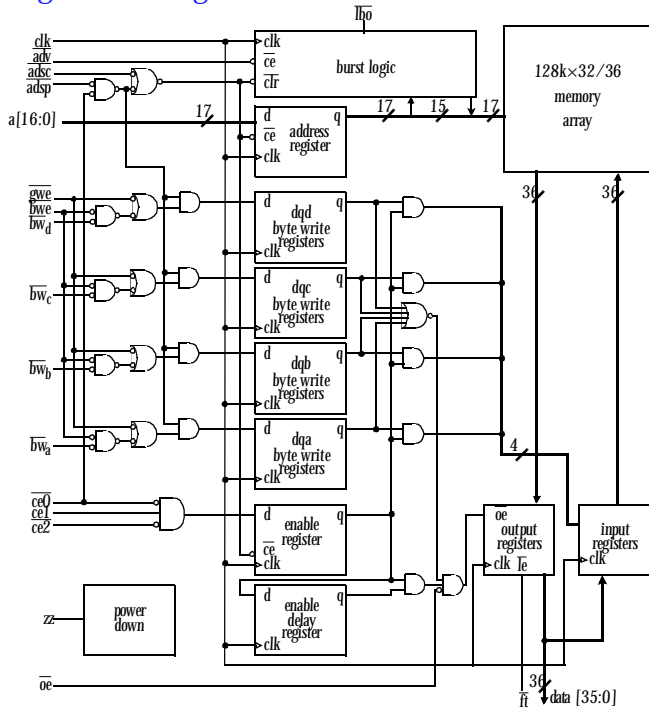 lbo
clk
adv
adsc
adsp
clk
ce
clr
burst logic
128k×32/36
memory
array
a[16:0]
17
d
q
ce
clk
address
register
17
15
17
36
36
gwe
bwe
bwd
d
q
dqd
byte write
registers
clk
bwc
d
q
dqc
byte write
registers
clk
bwb
d
q
dqb
byte write
registers
clk
bwa
d
q
dqa
byte write
registers
clk
4
ce0
ce1
ce2
d
q
enable
register
ce
clk
oe
output
registers
clk
le
input
registers
clk
zz
power
down
d
q
enable
delay
register
clk
oe
36
ft
data [35:0]